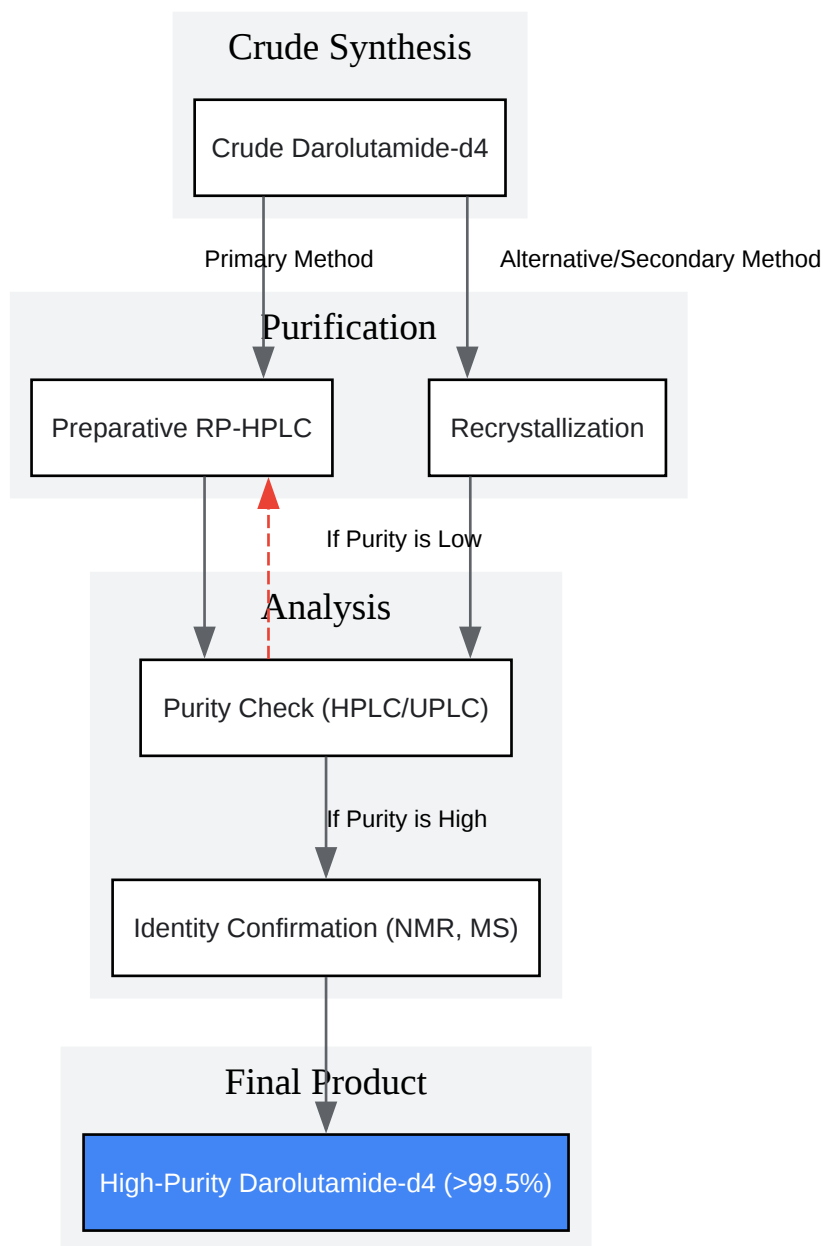 Crude Synthesis
Crude Darolutamide-d4
Primary Method
Alternative/Secondary Method
Purification
Preparative RP-HPLC
Recrystallization
If Purity is Low
Analysis
Purity Check (HPLC/UPLC)
If Purity is High
Identity Confirmation (NMR, MS)
Final Product
High-Purity Darolutamide-d4 (>99.5%)